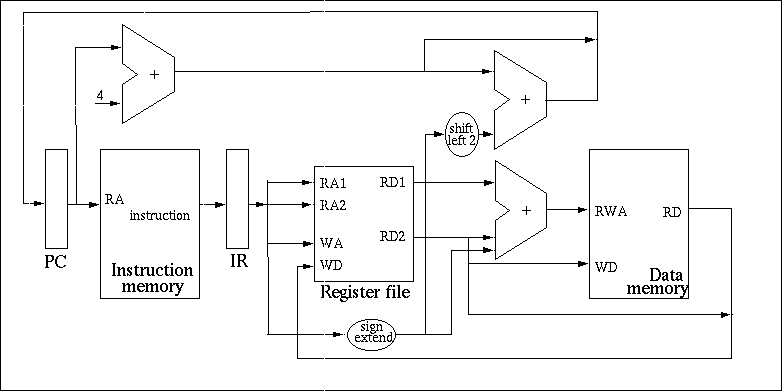 +
4
+
shift
left 2
RA
instruction
Instruction
memory
PC
IR
RA1
RD1
RA2
RD2
WA
WD
Register file
+
RWA
RD
WD
Data
memory
sign
extend